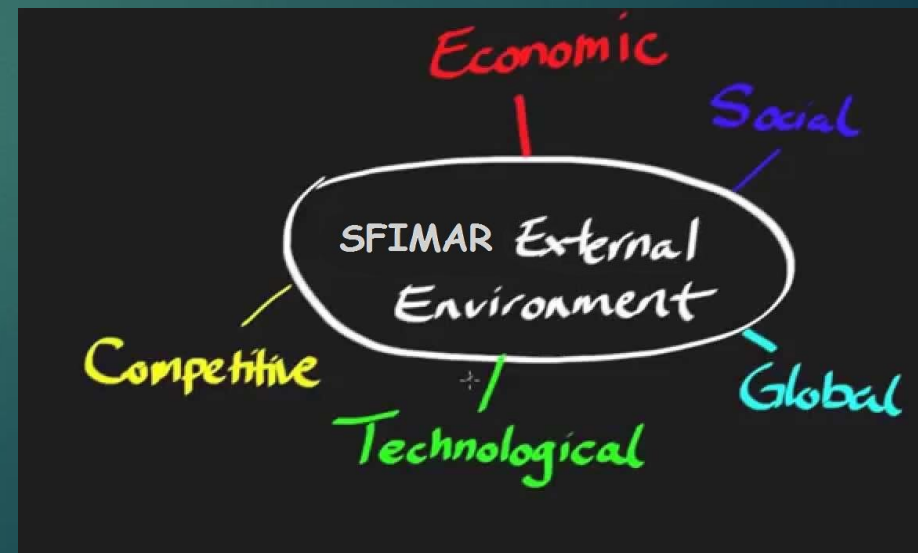 Economic
Social
SFIMAR External
Environment
Competitive
Global
Technological